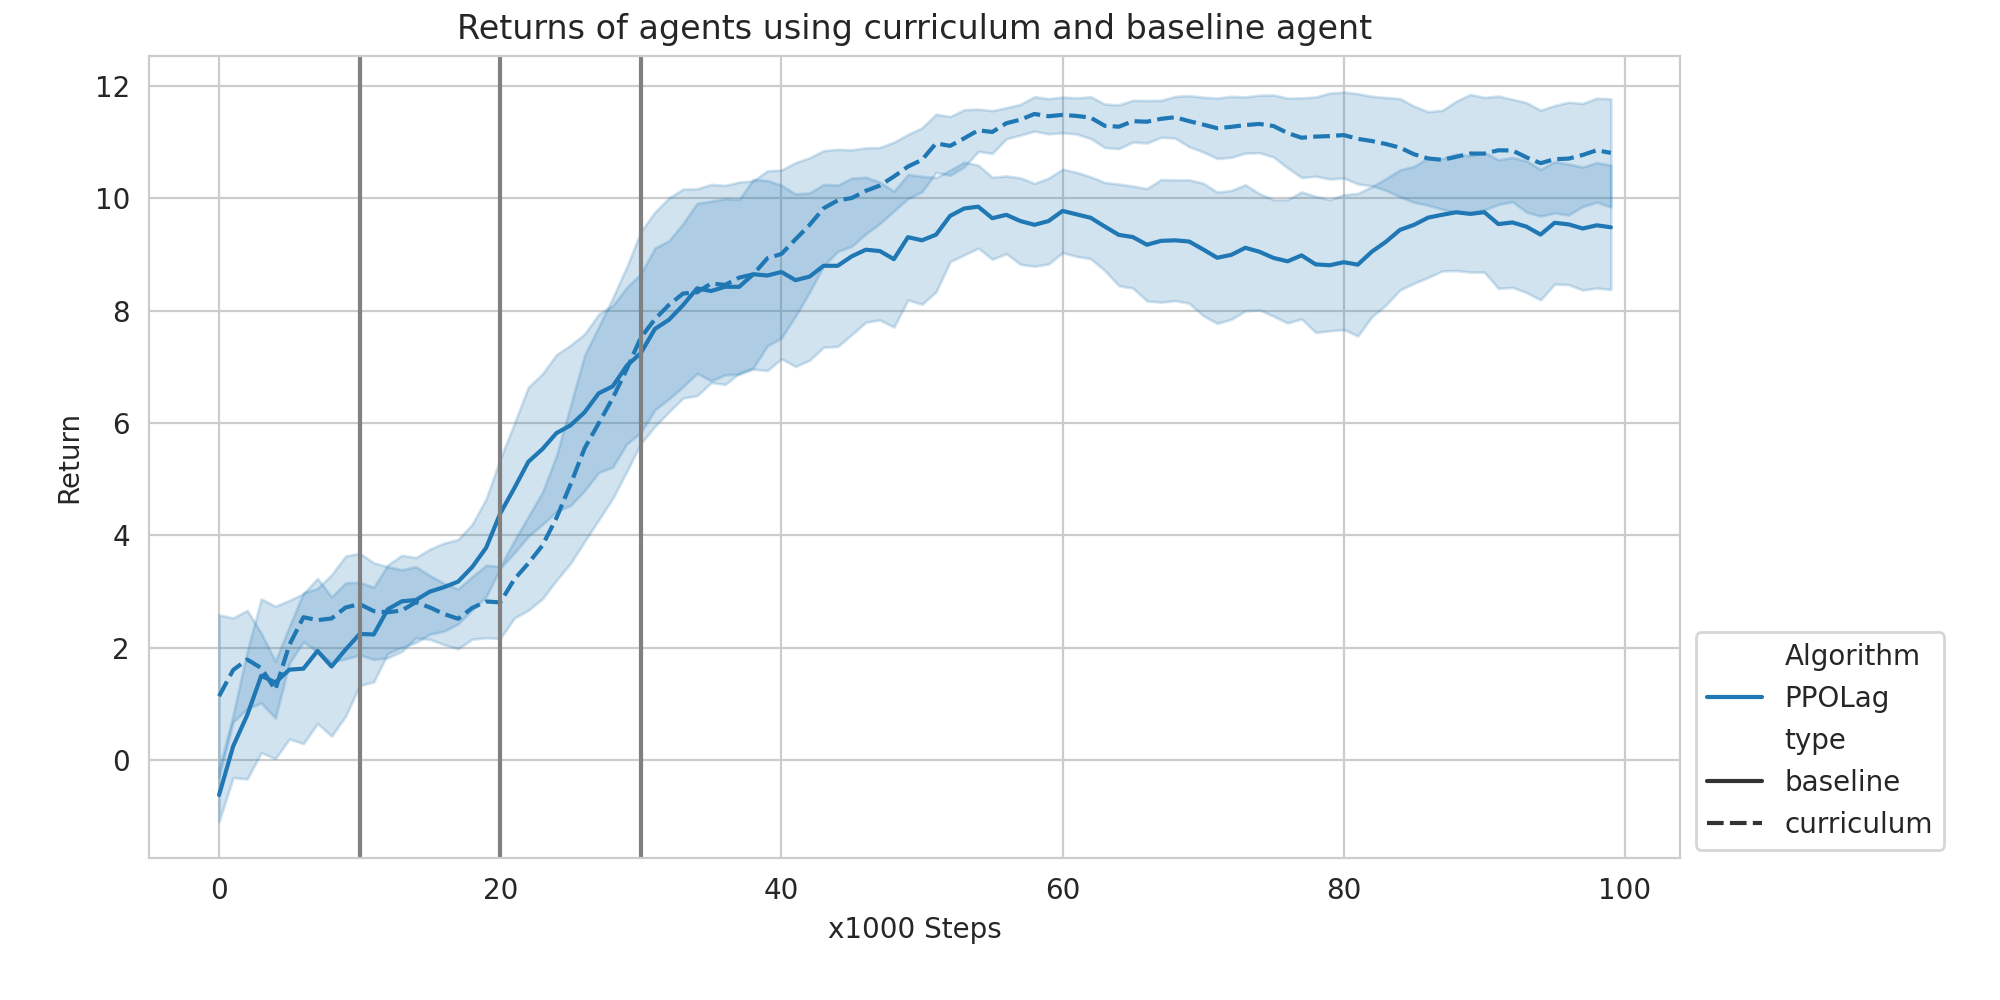 Returns of agents using curriculum and baseline agent
12
10
8
6
4
2
0
Return
0 20 40 60 80 100
x1000 Steps
Algorithm
PPOLag
type
baseline
curriculum